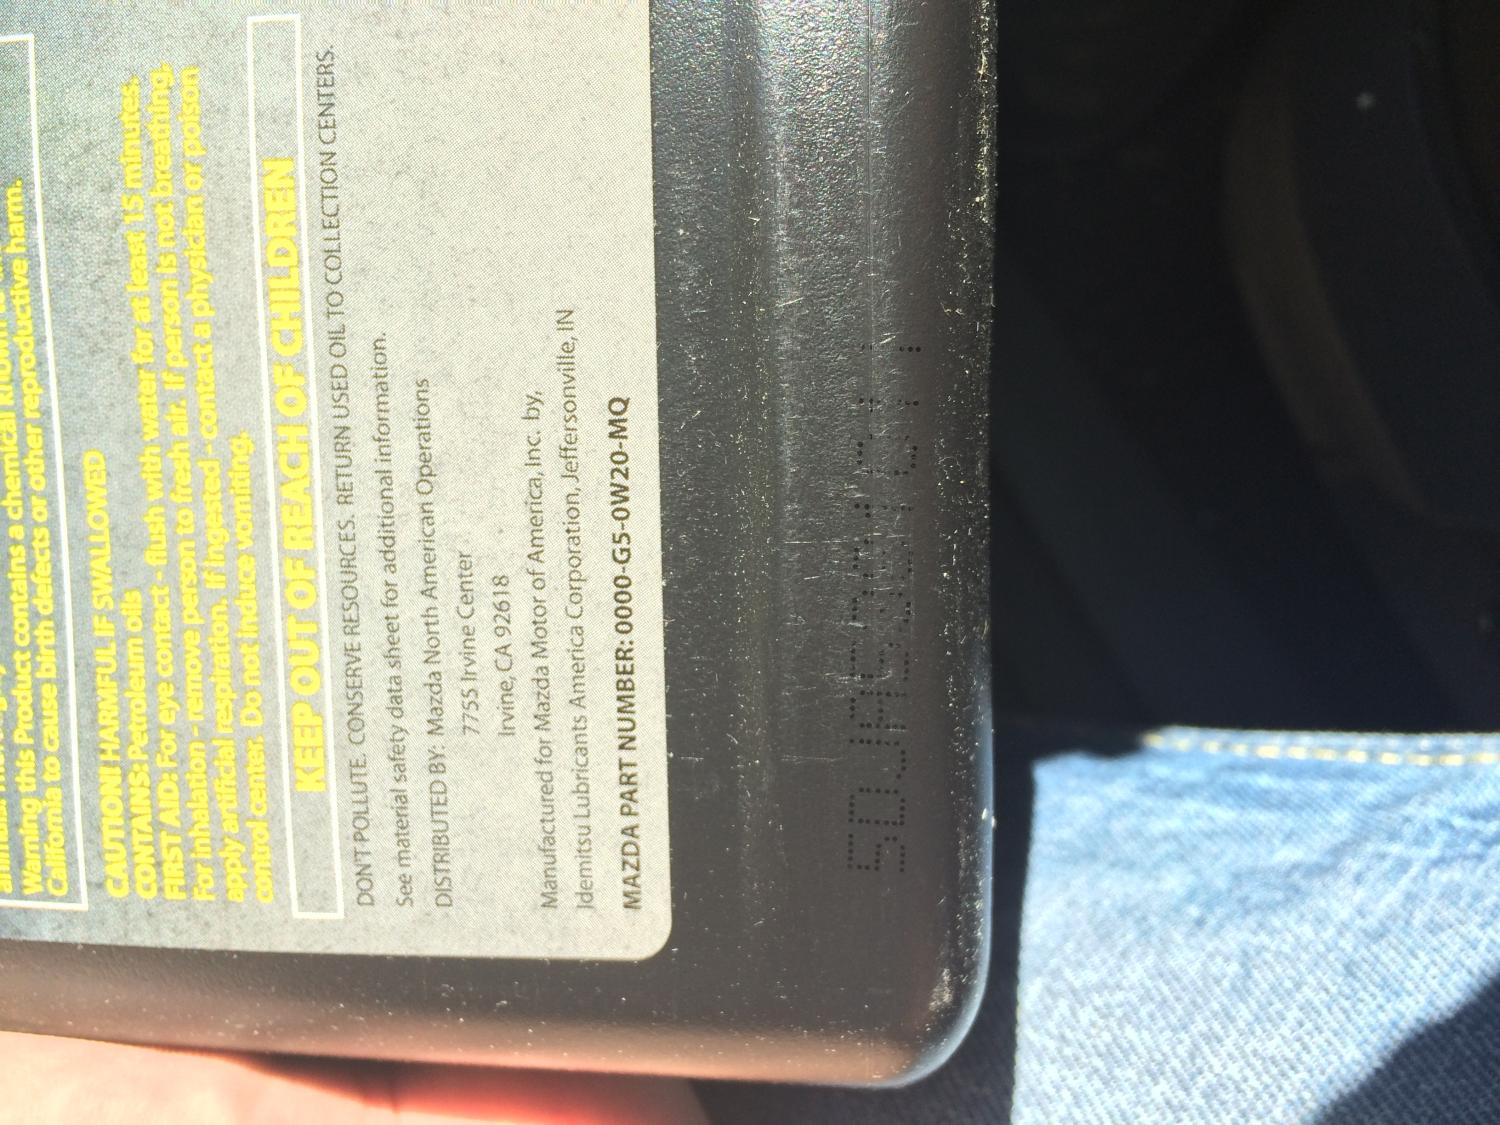 Warning this Product contains a chemical known
California to cause birth defects or other reproductive harm.
CAUTION! HARMFUL IF SWALLOWED
CONTAINS: Petroleum oils
FIRST AID: For eye contact - flush with water for at least 15 minutes.
For inhalation remove person to fresh air. If person is not breathing,
apply artificial respiration. If ingested - contact a physician or poison
control center. Do not induce vomiting.
KEEP OUT OF REACH OF CHILDREN
DON'T POLLUTE. CONSERVE RESOURCES. RETURN USED OIL TO COLLECTION CENTERS.
See material safety data sheet for additional information.
DISTRIBUTED BY: Mazda North American Operations
7755 Irvine Center
Irvine, CA 92618
Manufactured for Mazda Motor of America, Inc. by,
Idemitsu Lubricants America Corporation, Jeffersonville, IN
MAZDA PART NUMBER: 0000-G5-0W20-MQ